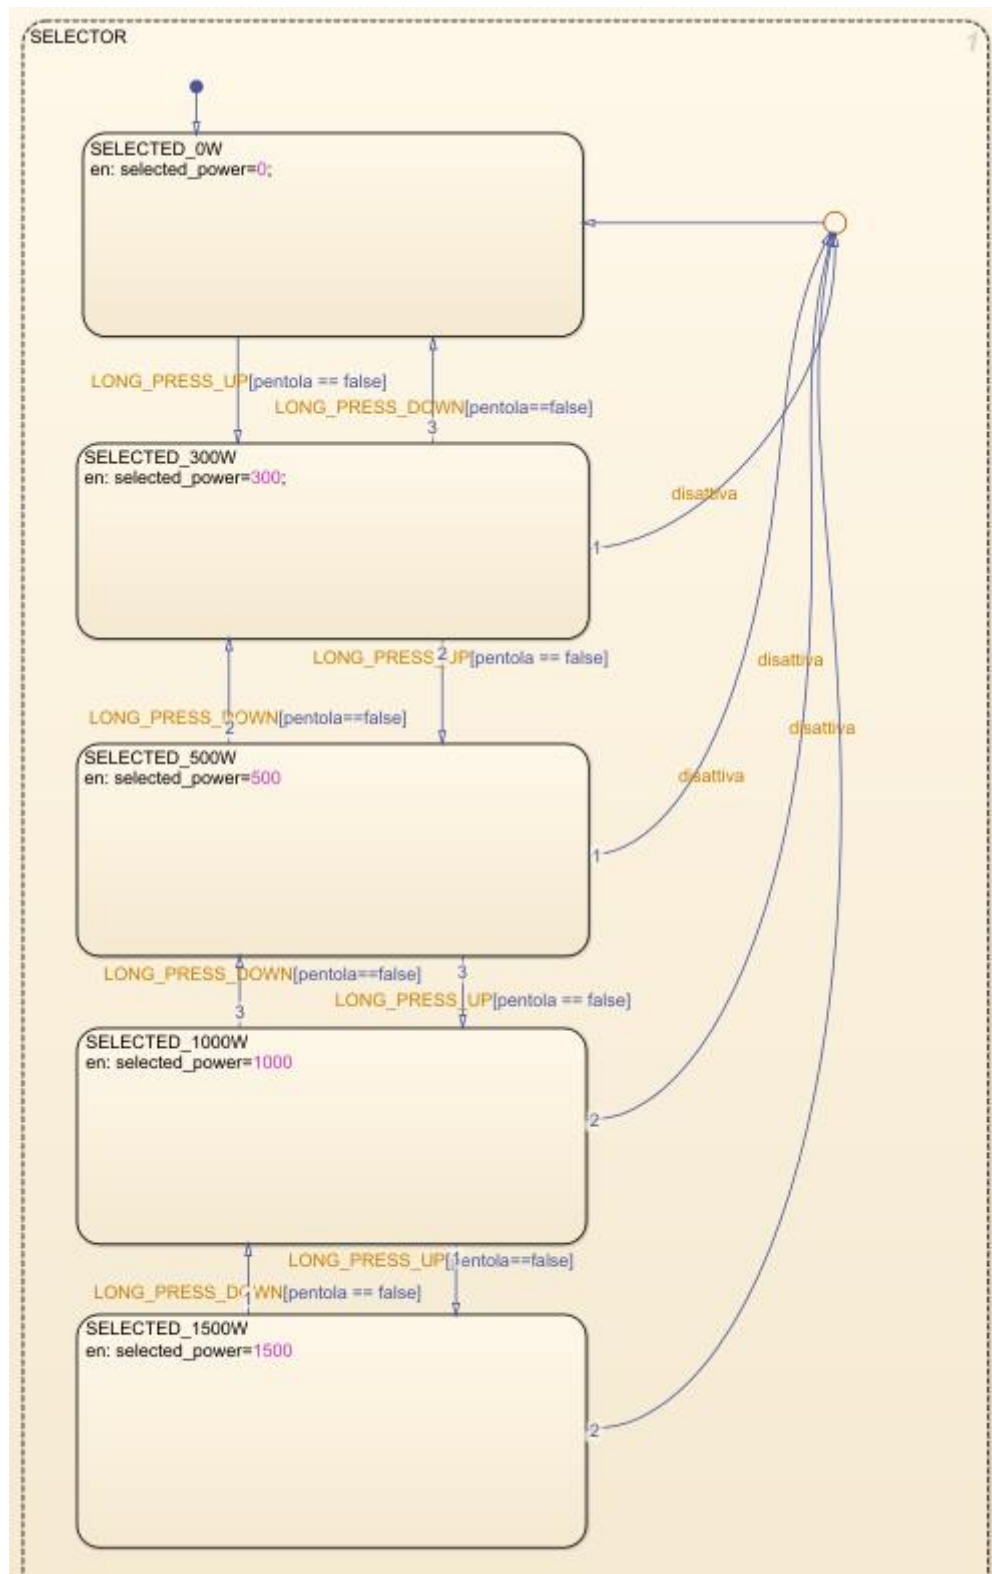 SELECTOR
1
SELECTED_0W
en: selected_power=0;
LONG_PRESS_UP[pentola == false]
LONG_PRESS_DOWN[pentola==false]
3
SELECTED_300W
en: selected_power=300;
disattiva
1
LONG_PRESS_UP[pentola == false]
2
disattiva
LONG_PRESS_DOWN[pentola==false]
2
disattiva
SELECTED_500W
en: selected_power=500
disattiva
1
LONG_PRESS_DOWN[pentola==false]
3
LONG_PRESS_UP[pentola == false]
3
SELECTED_1000W
en: selected_power=1000
2
LONG_PRESS_UP[pentola==false]
1
LONG_PRESS_DOWN[pentola == false]
1
SELECTED_1500W
en: selected_power=1500
2